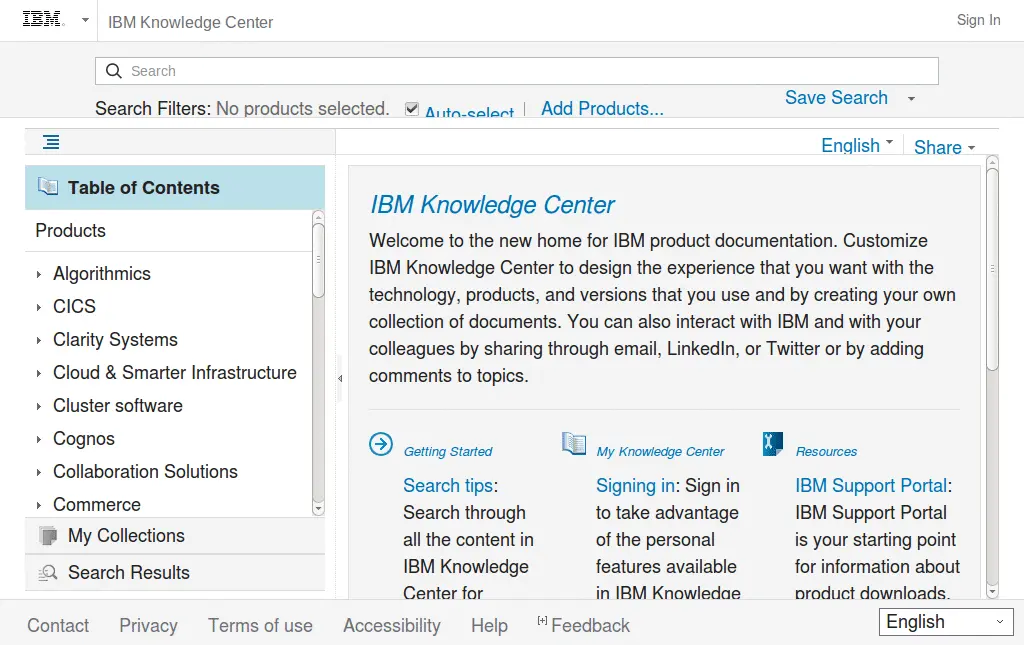 IBM
IBM Knowledge Center
Sign In
Search
Search Filters: No products selected. Auto-select Add Products...
Save Search
English
Share
Table of Contents
Products
Algorithmics
CICS
Clarity Systems
Cloud & Smarter Infrastructure
Cluster software
Cognos
Collaboration Solutions
Commerce
My Collections
Search Results
IBM Knowledge Center
Welcome to the new home for IBM product documentation. Customize
IBM Knowledge Center to design the experience that you want with the
technology, products, and versions that you use and by creating your own
collection of documents. You can also interact with IBM and with your
colleagues by sharing through email, LinkedIn, or Twitter or by adding
comments to topics.
Getting Started
Search tips:
Search through
all the content in
IBM Knowledge
Center for
My Knowledge Center
Signing in: Sign in
to take advantage
of the personal
features available
in IBM Knowledge
Resources
IBM Support Portal:
IBM Support Portal
is your starting point
for information about
product downloads,
Contact
Privacy
Terms of use
Accessibility
Help
[+] Feedback
English